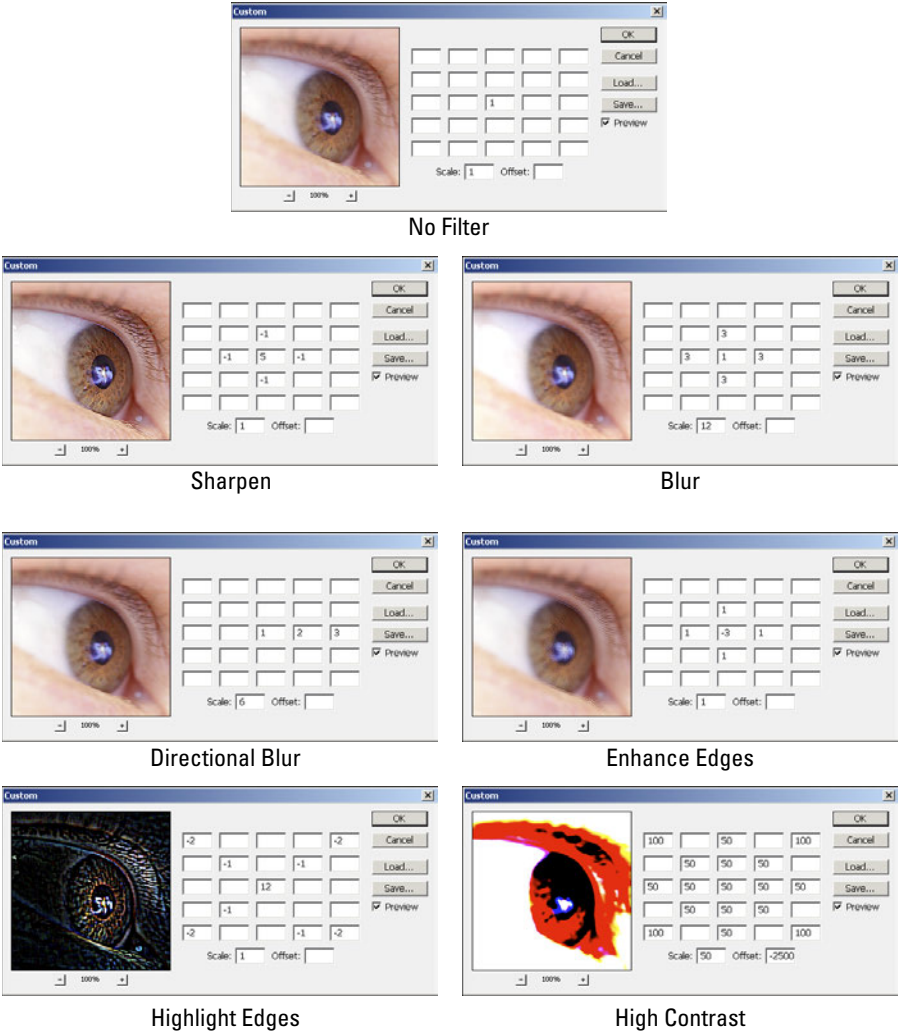 Custom
OK
Cancel
Load...
1
Save...
Preview
Scale: 1 Offset:
- 100% +
No Filter
Custom
OK
Cancel
-1
Load...
-1 5 -1
Save...
-1
Preview
Scale: 1 Offset:
- 100% +
Sharpen
Custom
OK
Cancel
3
Load...
3 1 3
Save...
3
Preview
Scale: 12 Offset:
- 100% +
Blur
Custom
OK
Cancel
Load...
1 2 3
Save...
Preview
Scale: 6 Offset:
- 100% +
Directional Blur
Custom
OK
Cancel
1
Load...
1 -3 1
Save...
1
Preview
Scale: 1 Offset:
- 100% +
Enhance Edges
Custom
OK
-2 -2
Cancel
-1 -1
Load...
12
Save...
-1
Preview
-2 -1 -2
Scale: 1 Offset:
- 100% +
Highlight Edges
Custom
OK
100 50 100
Cancel
50 50 50
Load...
50 50 50 50 50
Save...
50 50 50
Preview
100 50 100
Scale: 50 Offset: -2500
- 100% +
High Contrast